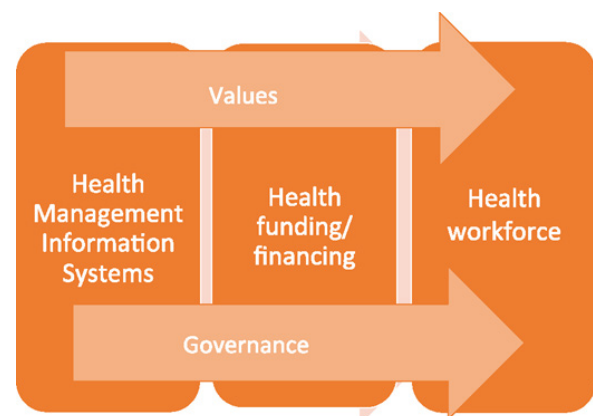 Values
Health
Management
Information
Systems
Health
funding/
financing
Health
workforce
Governance